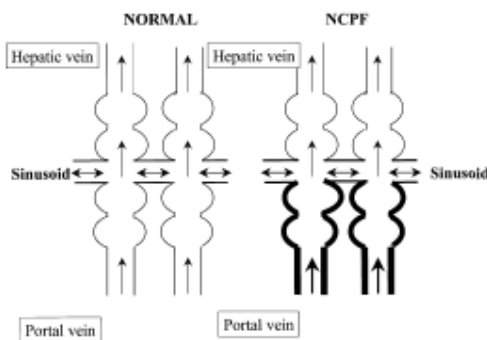 NORMAL NCPF
Hepatic vein Hepatic vein
Sinusoid Sinusoid
Portal vein Portal vein